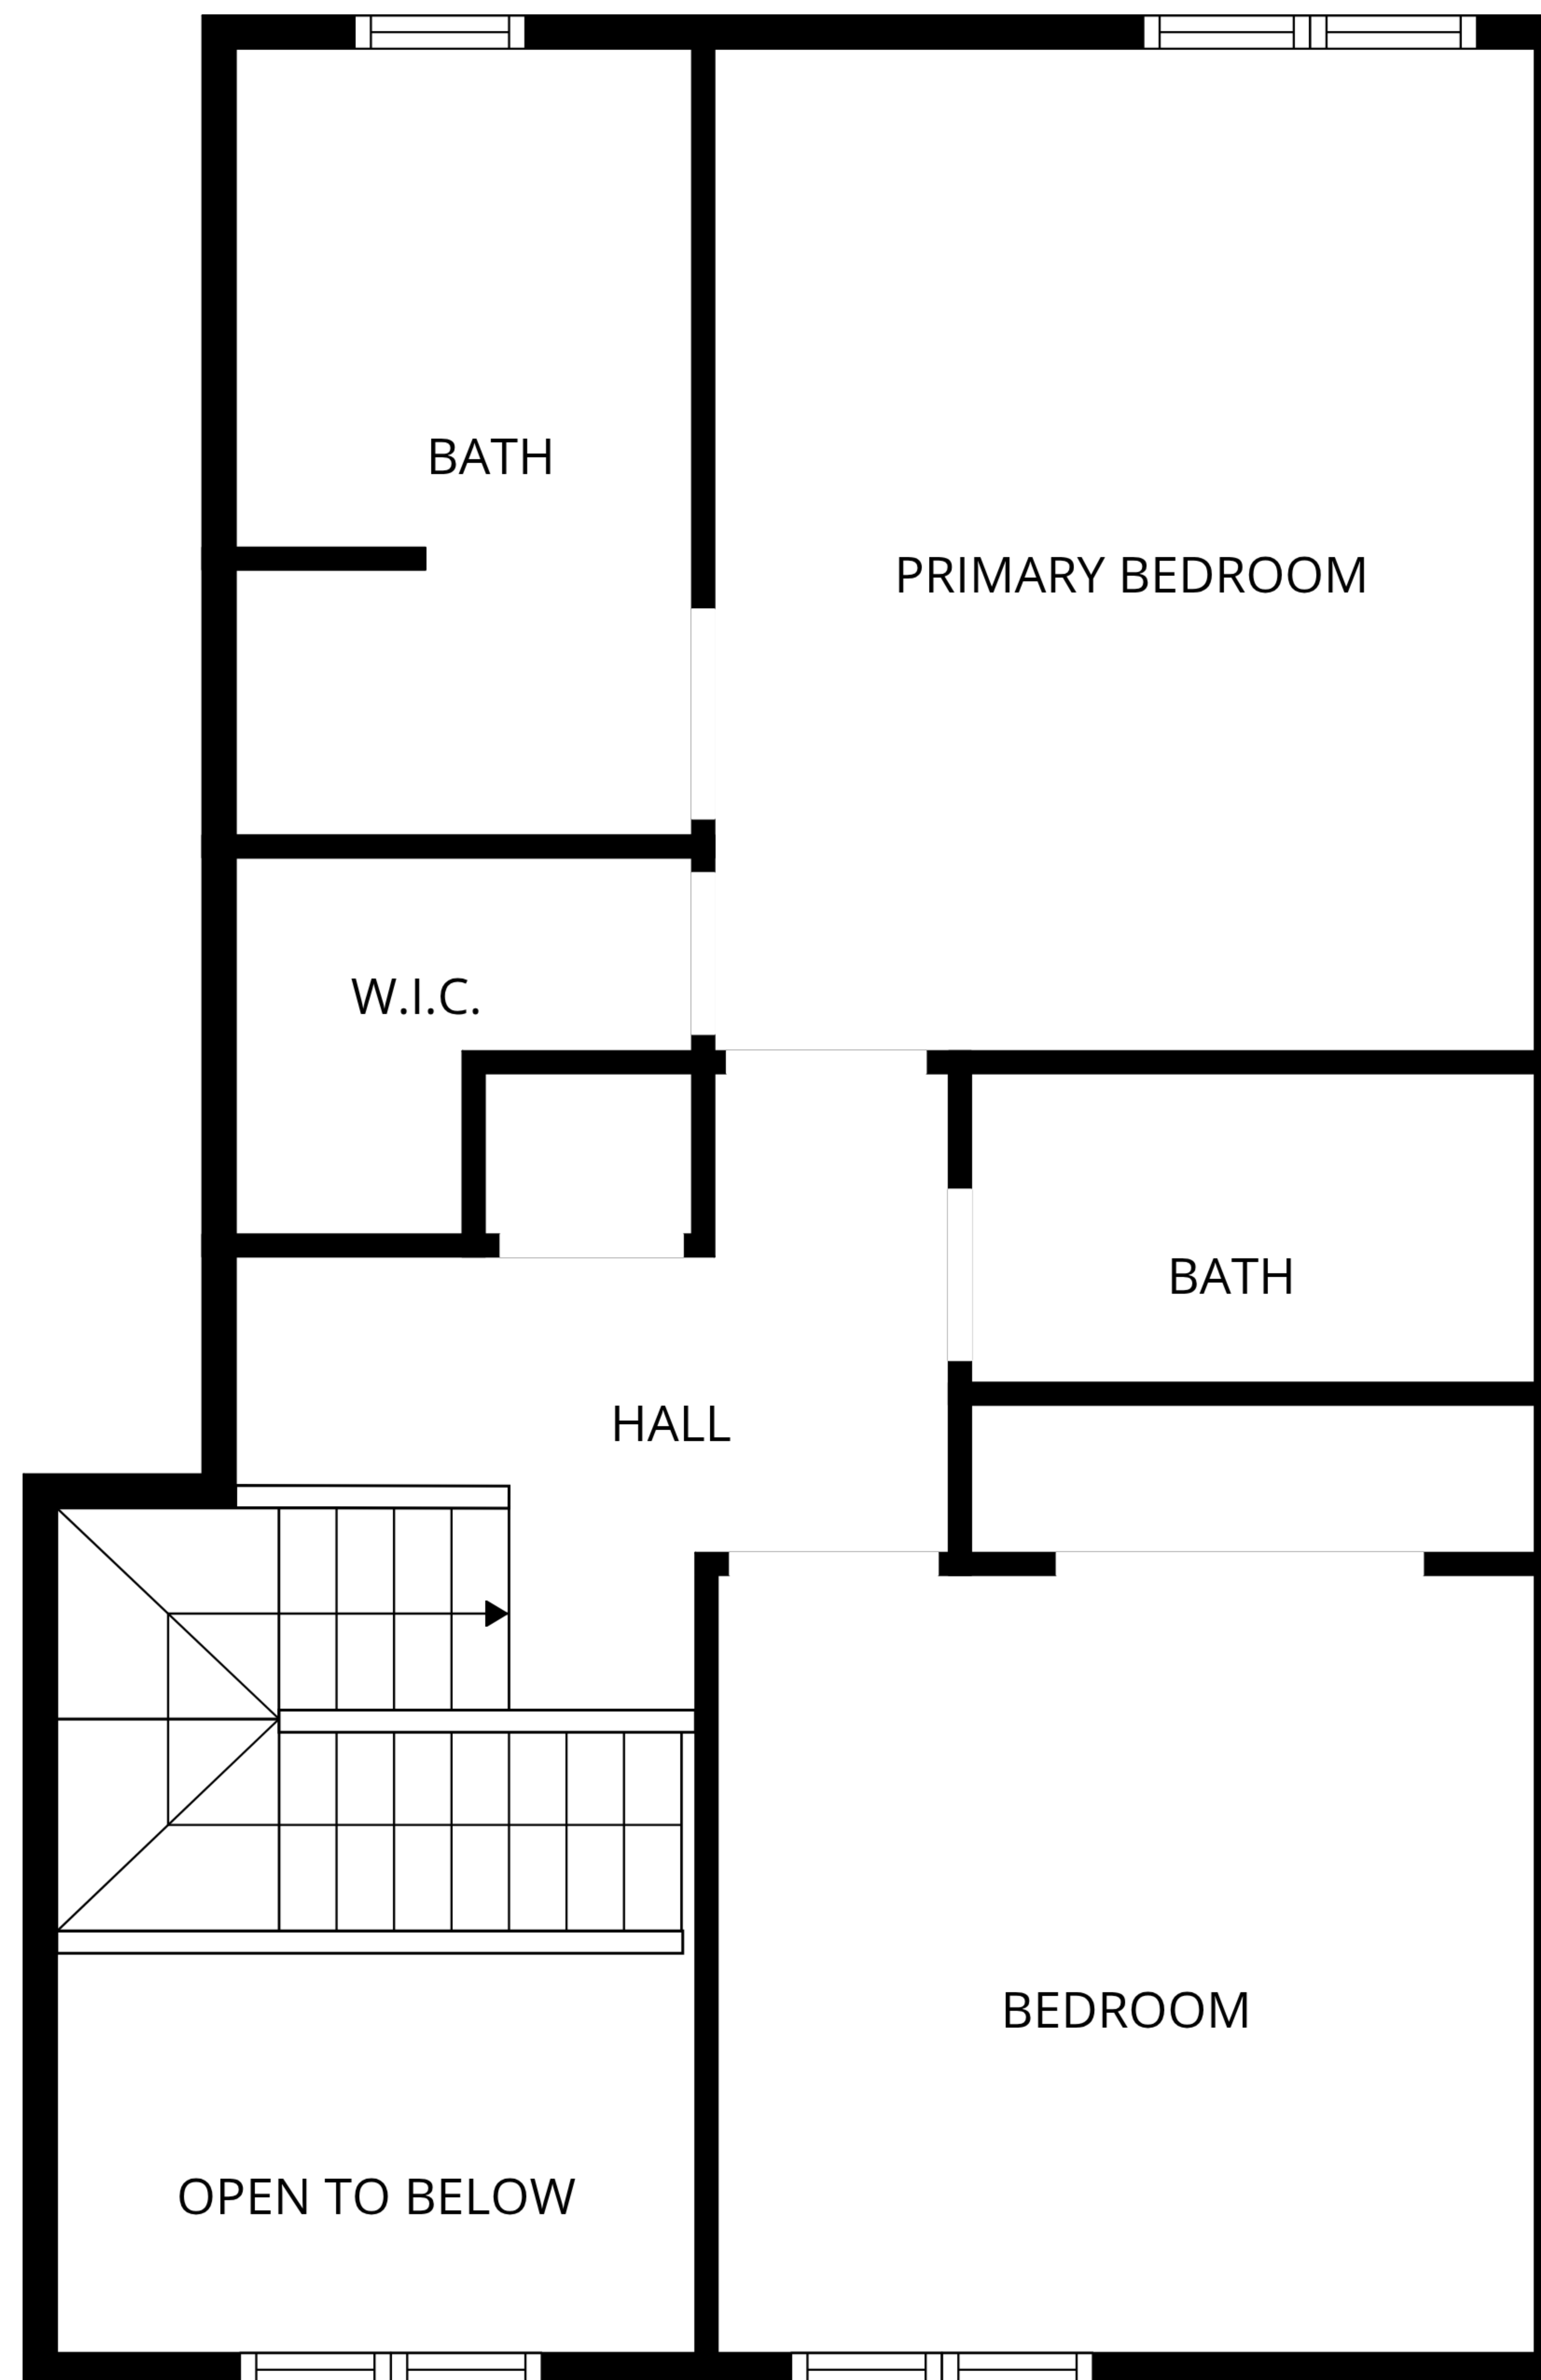 BATH
PRIMARY BEDROOM
W.I.C.
BATH
HALL
BEDROOM
OPEN TO BELOW